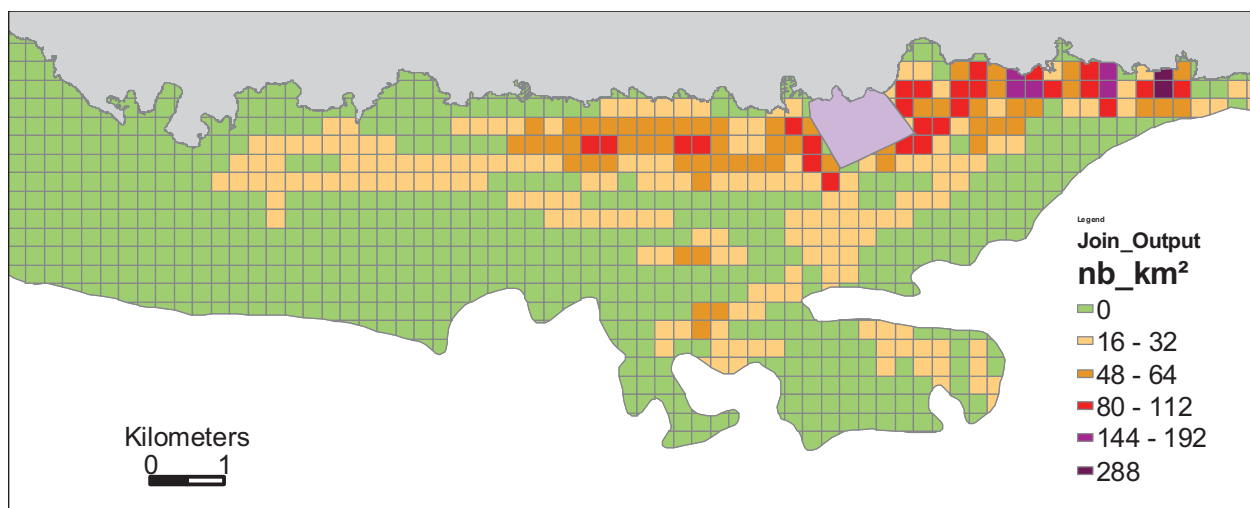 Legend
Join_Output
nb_km²
0
16 - 32
48 - 64
80 - 112
144 - 192
288
Kilometers
0 1